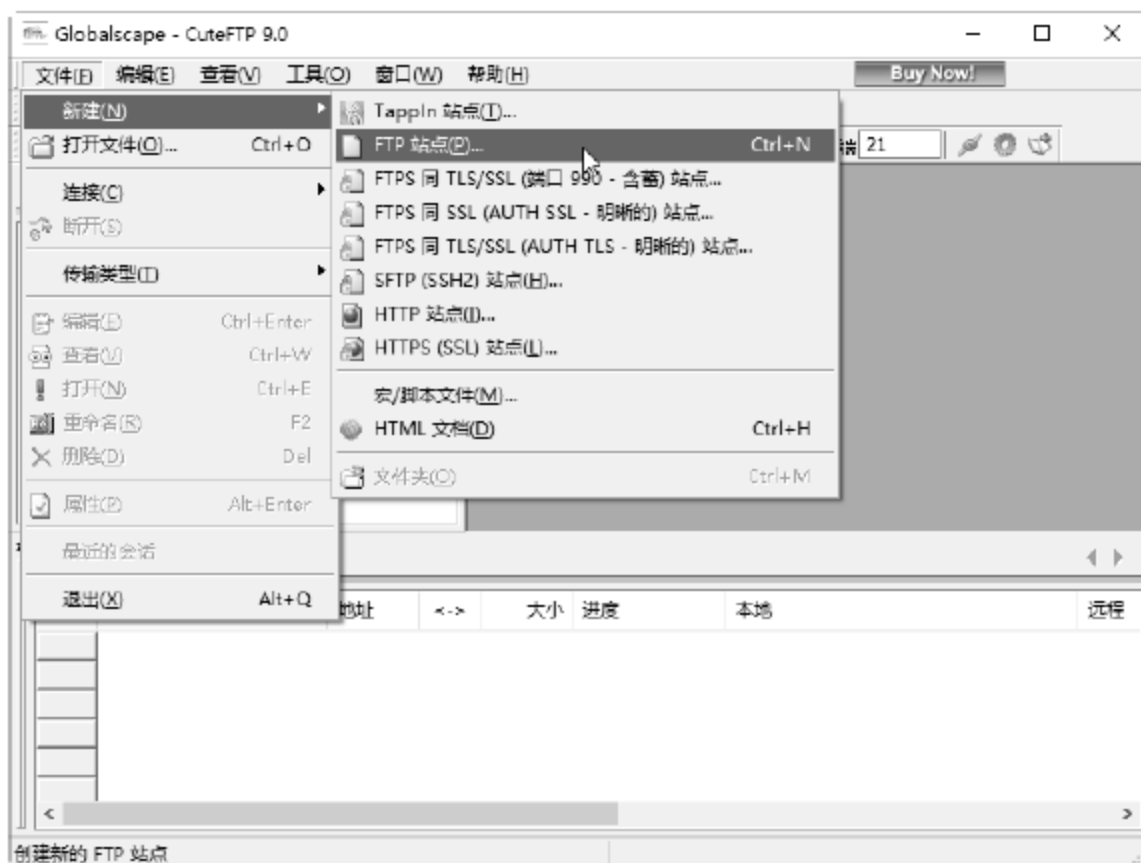 Globalscape - CuteFTP 9.0
文件(F) 编辑(E) 查看(V) 工具(O) 窗口(W) 帮助(H) Buy Now!
新建(N)
打开文件(O)... Ctrl+O
连接(C)
断开(S)
传输类型(T)
编辑(E) Ctrl+Enter
查看(V) Ctrl+W
打开(N) Ctrl+E
重命名(R) F2
删除(D) Del
属性(P) Alt+Enter
最近的会话
退出(X) Alt+Q
TappIn 站点(T)...
FTP 站点(P)... Ctrl+N
FTPS 同 TLS/SSL (端口 990 - 含蓄) 站点...
FTPS 同 SSL (AUTH SSL - 明晰的) 站点...
FTPS 同 TLS/SSL (AUTH TLS - 明晰的) 站点...
SFTP (SSH2) 站点(H)...
HTTP 站点(I)...
HTTPS (SSL) 站点(L)...
宏/脚本文件(M)...
HTML 文档(D) Ctrl+H
文件夹(O) Ctrl+M
21
地址 <-> 大小 进度 本地 远程
创建新的 FTP 站点